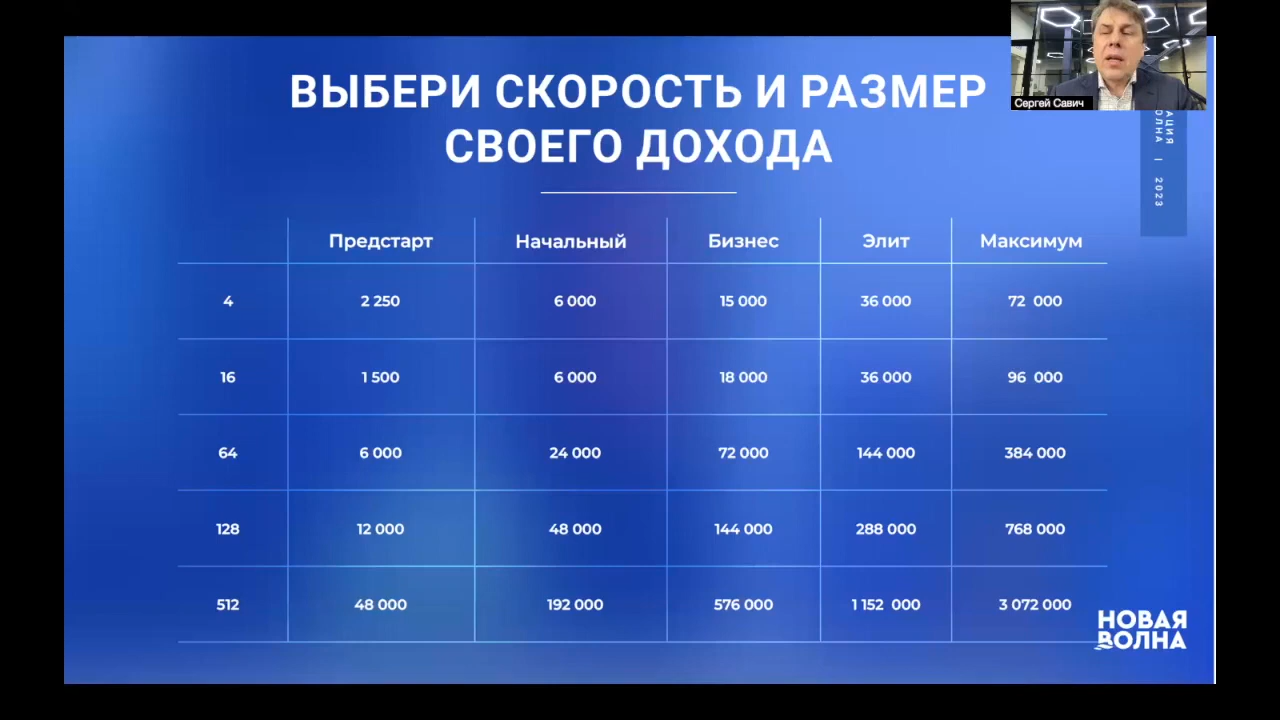 ВЫБЕРИ СКОРОСТЬ И РАЗМЕР
СВОЕГО ДОХОДА
Сергей Савич
АЦИЯ
ОЛНА | 2023
Предстарт Начальный Бизнес Элит Максимум
4 2 250 6 000 15 000 36 000 72 000
16 1 500 6 000 18 000 36 000 96 000
64 6 000 24 000 72 000 144 000 384 000
128 12 000 48 000 144 000 288 000 768 000
512 48 000 192 000 576 000 1 152 000 3 072 000
НОВАЯ
ВОЛНА